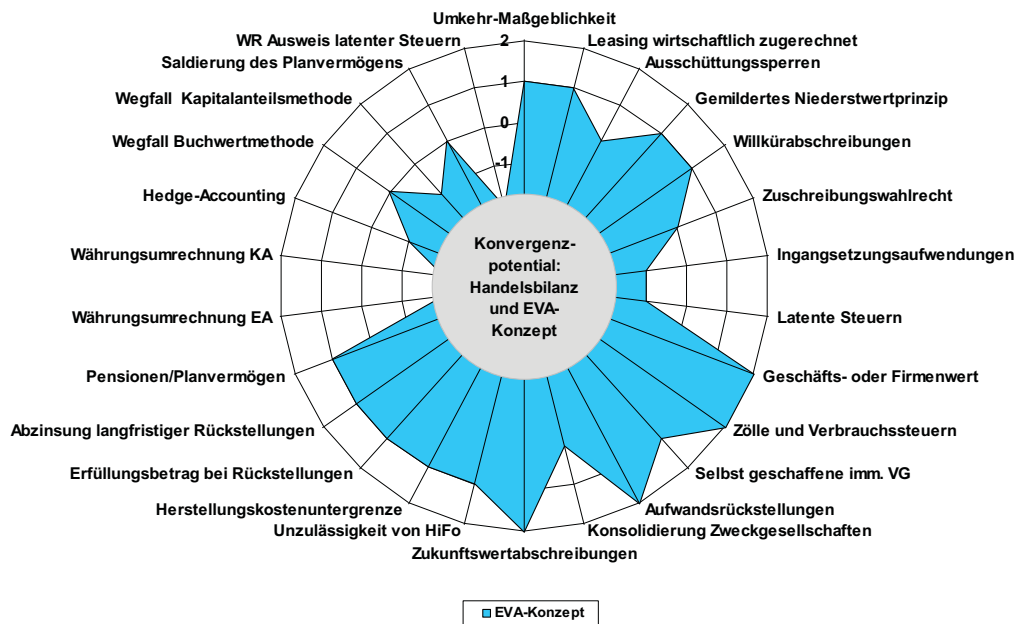 Umkehr-Maßgeblichkeit
WR Ausweis latenter Steuern
2
Leasing wirtschaftlich zugerechnet
Saldierung des Planvermögens
Ausschüttungssperren
Wegfall Kapitalanteilsmethode
1
Gemildertes Niederstwertprinzip
Wegfall Buchwertmethode
0
Willkürabschreibungen
-1
Hedge-Accounting
Zuschreibungswahlrecht
Währungsumrechnung KA
Ingangsetzungsaufwendungen
Konvergenz-
potential:
Handelsbilanz
und EVA-
Konzept
Währungsumrechnung EA
Latente Steuern
Pensionen/Planvermögen
Geschäfts- oder Firmenwert
Abzinsung langfristiger Rückstellungen
Zölle und Verbrauchssteuern
Erfüllungsbetrag bei Rückstellungen
Selbst geschaffene imm. VG
Herstellungskostenuntergrenze
Aufwandsrückstellungen
Unzulässigkeit von HiFo
Konsolidierung Zweckgesellschaften
Zukunftswertabschreibungen
EVA-Konzept